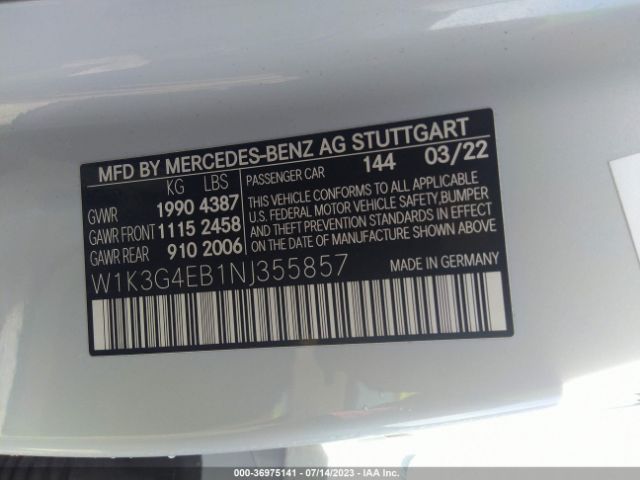 MFD BY MERCEDES-BENZ AG STUTTGART
KG LBS PASSENGER CAR 144 03/22
GVWR 1990 4387
GAWR FRONT 1115 2458
GAWR REAR 910 2006
THIS VEHICLE CONFORMS TO ALL APPLICABLE
U.S. FEDERAL MOTOR VEHICLE SAFETY, BUMPER
AND THEFT PREVENTION STANDARDS IN EFFECT
ON THE DATE OF MANUFACTURE SHOWN ABOVE.
W1K3G4EB1NJ355857 MADE IN GERMANY
000-36975141 - 07/14/2023 - IAA Inc.